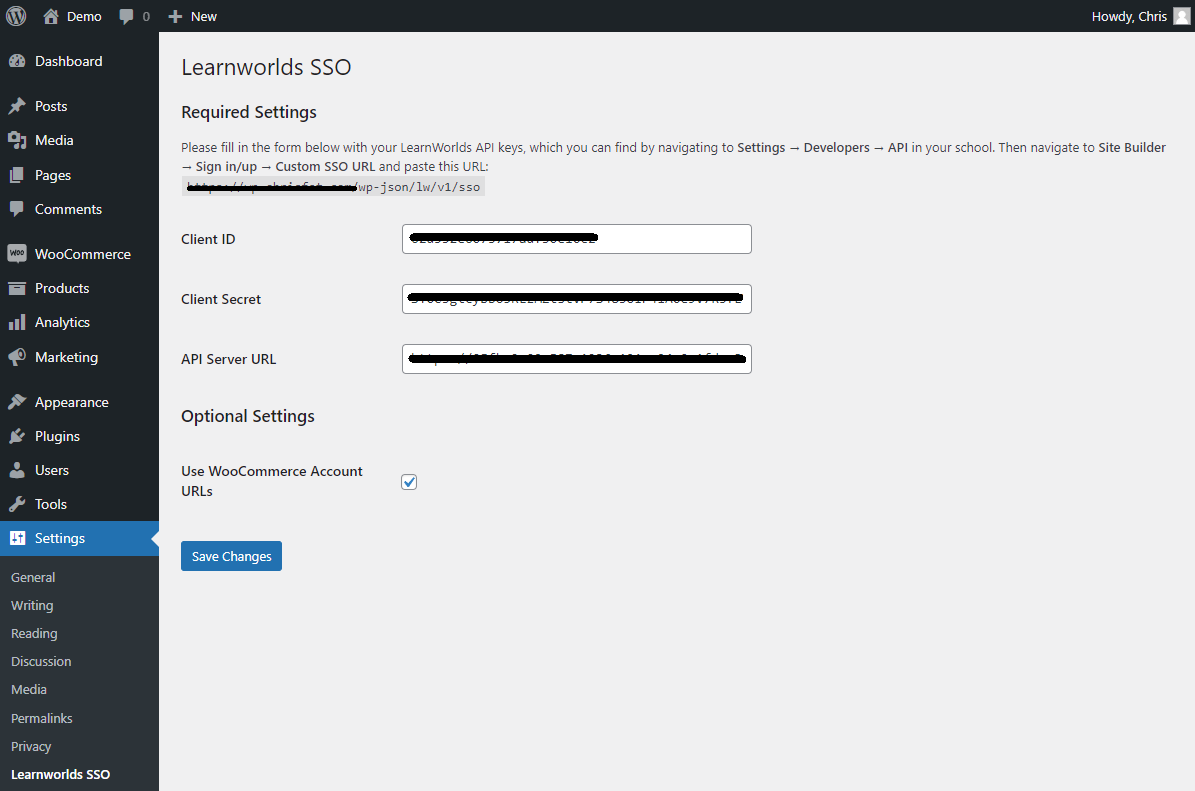 Demo 0 New Howdy, Chris
Dashboard
Posts
Media
Pages
Comments
WooCommerce
Products
Analytics
Marketing
Appearance
Plugins
Users
Tools
Settings
General
Writing
Reading
Discussion
Media
Permalinks
Privacy
Learnworlds SSO
Learnworlds SSO
Required Settings
Please fill in the form below with your LearnWorlds API keys, which you can find by navigating to Settings → Developers → API in your school. Then navigate to Site Builder
→ Sign in/up → Custom SSO URL and paste this URL:
/wp-json/lw/v1/sso
Client ID
Client Secret
API Server URL
Optional Settings
Use WooCommerce Account
URLs
Save Changes